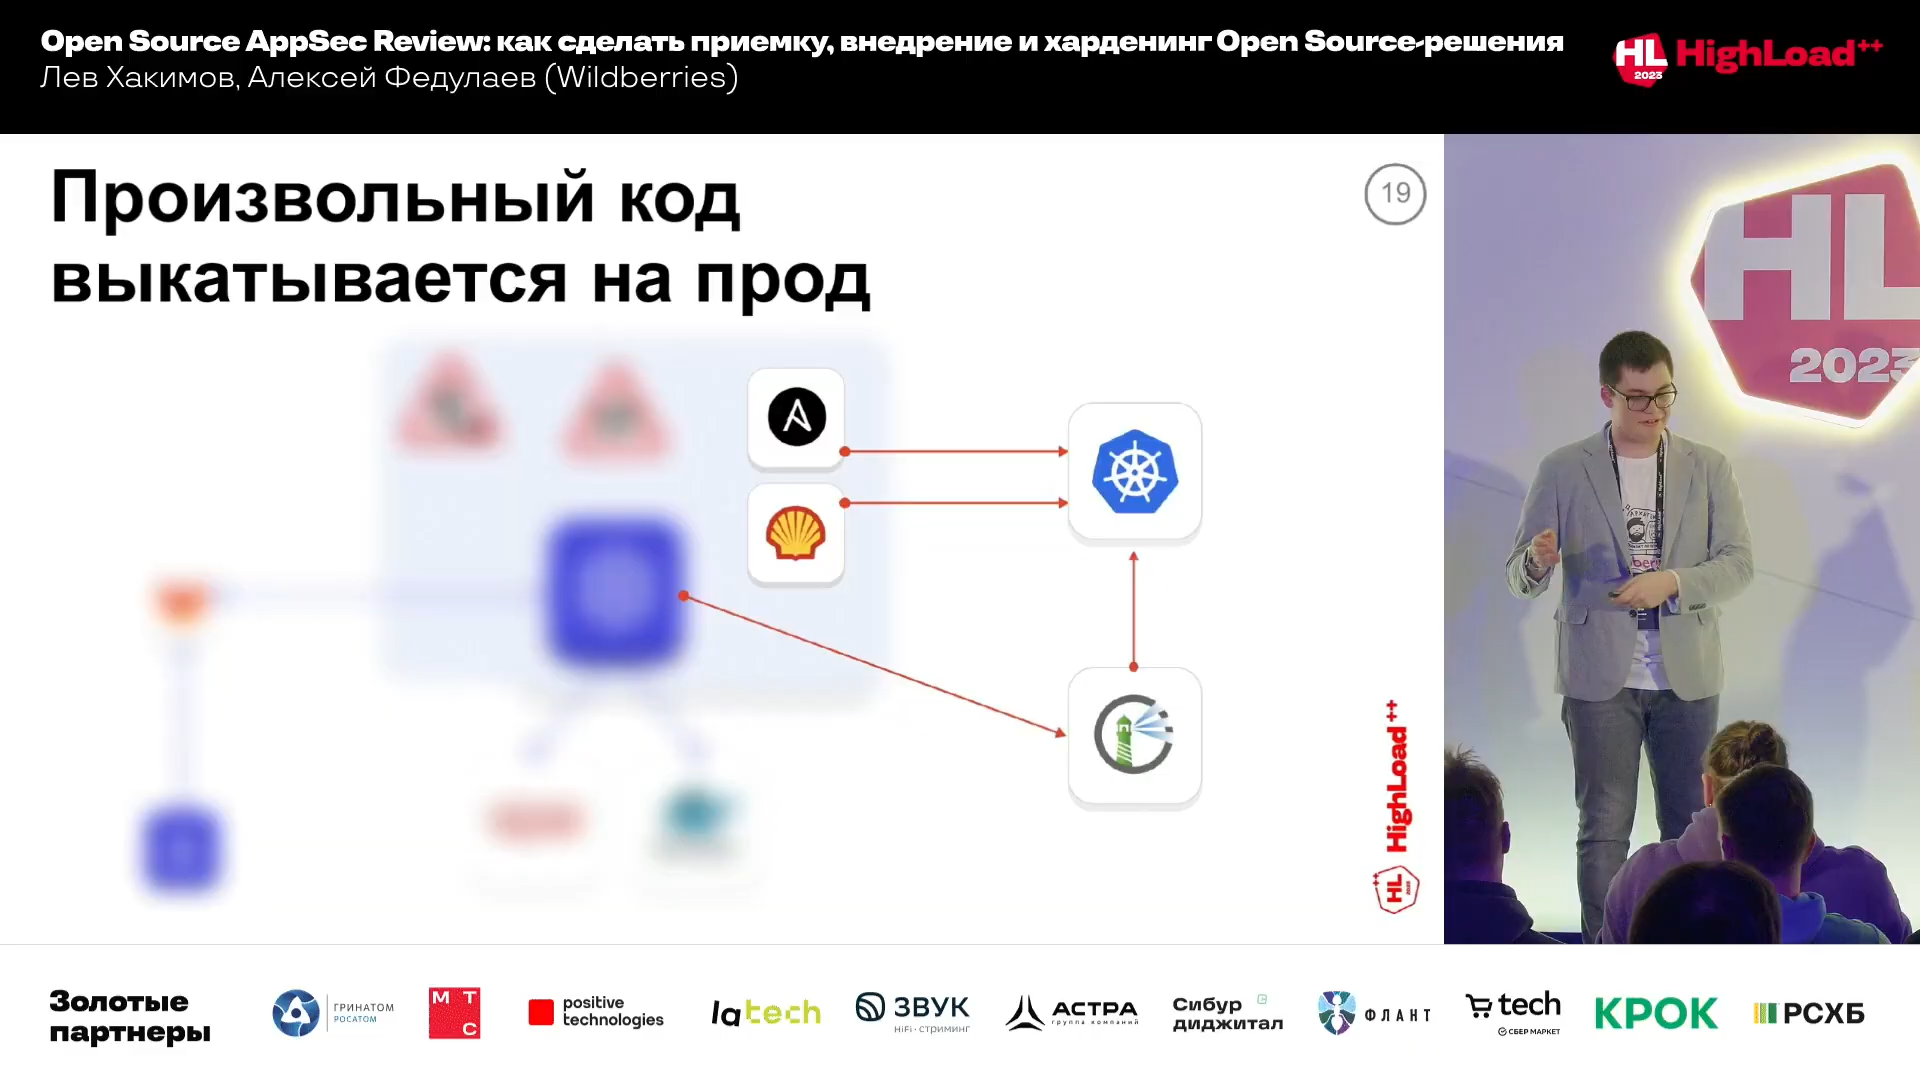 Open Source AppSec Review: как сделать приемку, внедрение и харденинг Open Source-решения
Лев Хакимов, Алексей Федулаев (Wildberries)
HL
2023
HighLoad++
Произвольный код
выкатывается на прод
19
HL
2023
HighLoad++
HL
++
Золотые
партнеры
ГРИНАТОМ
РОСАТОМ
М Т
С
positive
technologies
latech
ЗВУК
HiFi-стриминг
АСТРА
группа компаний
Сибур
диджитал
ФЛАНТ
tech
СБЕР МАРКЕТ
КРОК
РСХБ